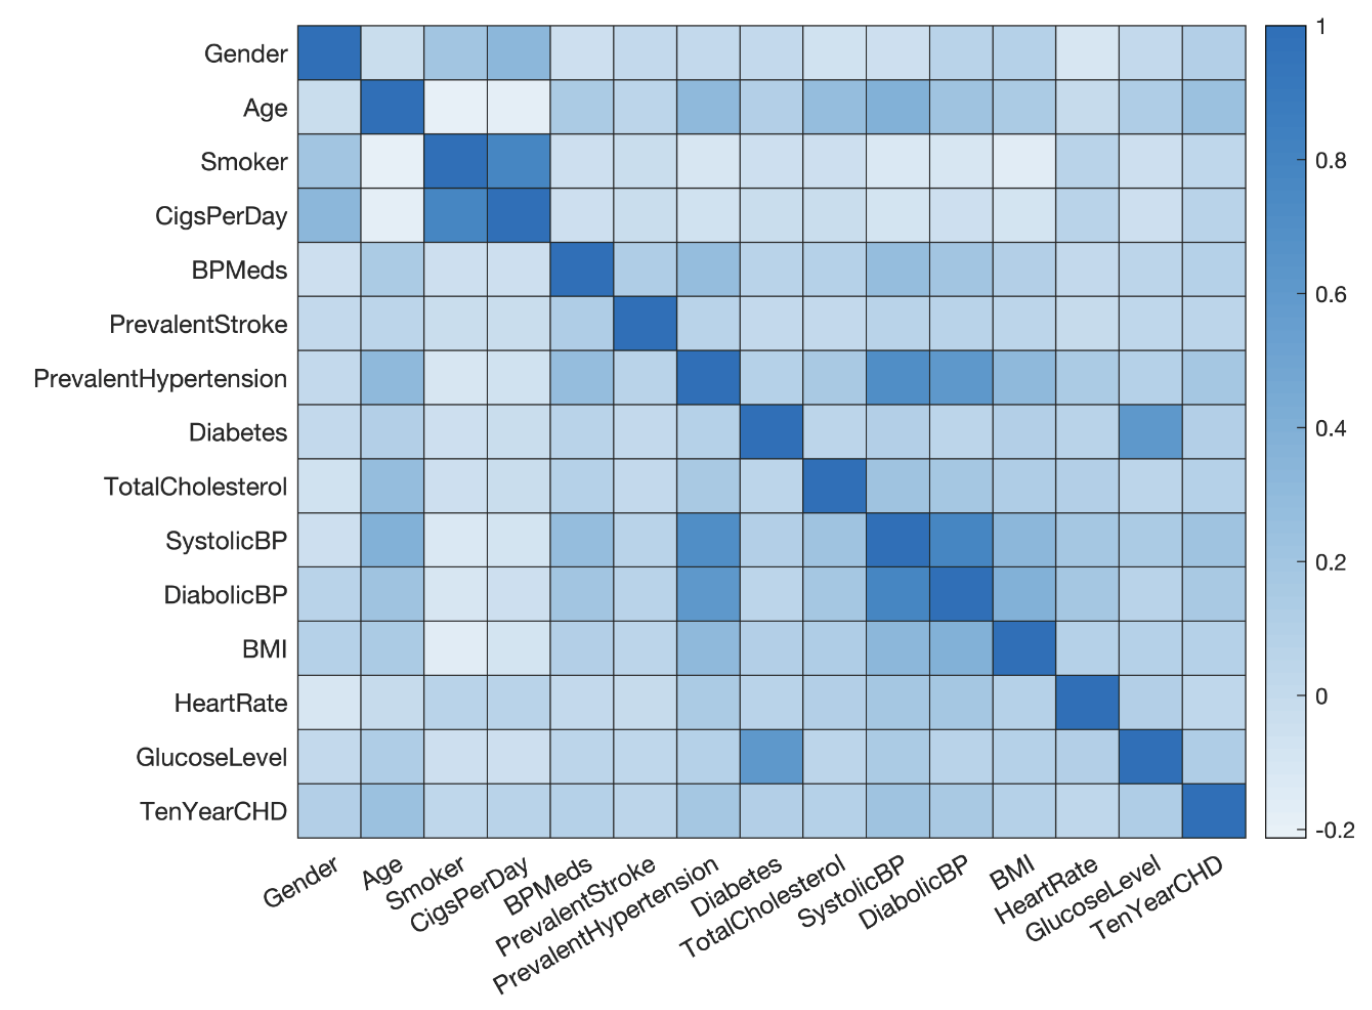 Gender
Age
Smoker
CigsPerDay
BPMeds
PrevalentStroke
PrevalentHypertension
Diabetes
TotalCholesterol
SystolicBP
DiabolicBP
BMI
HeartRate
GlucoseLevel
TenYearCHD
Gender
Age
Smoker
CigsPerDay
BPMeds
PrevalentStroke
PrevalentHypertension
Diabetes
TotalCholesterol
SystolicBP
DiabolicBP
BMI
HeartRate
GlucoseLevel
TenYearCHD
1
0.8
0.6
0.4
0.2
0
-0.2